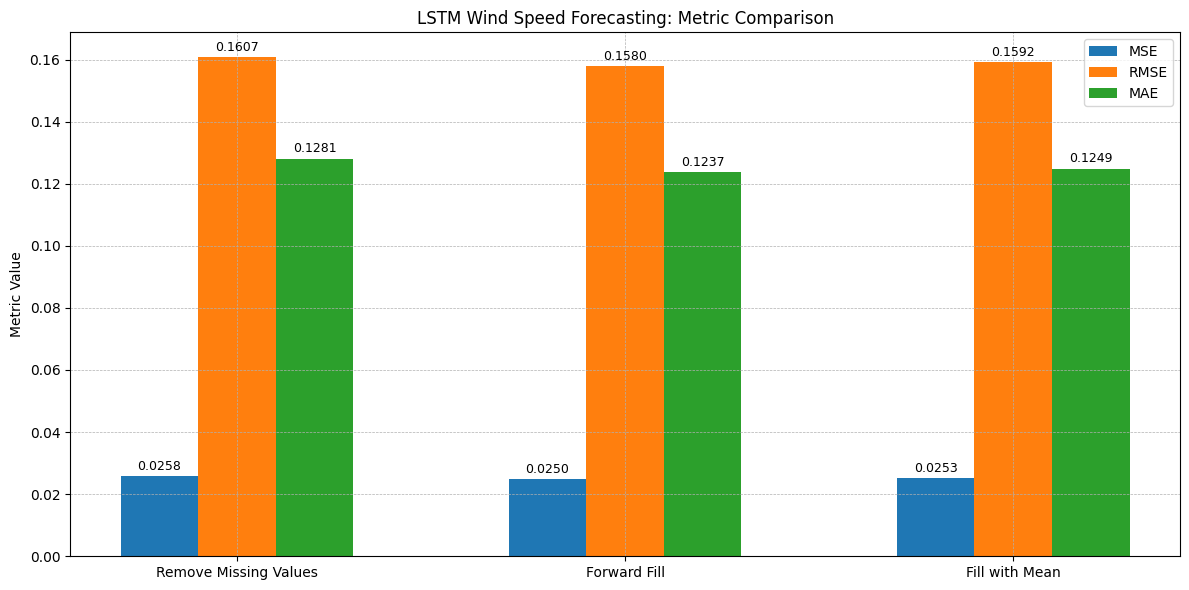 LSTM Wind Speed Forecasting: Metric Comparison
MSE
RMSE
MAE
Metric Value
0.16
0.14
0.12
0.10
0.08
0.06
0.04
0.02
0.00
0.0258
0.1607
0.1281
0.0250
0.1580
0.1237
0.0253
0.1592
0.1249
Remove Missing Values
Forward Fill
Fill with Mean